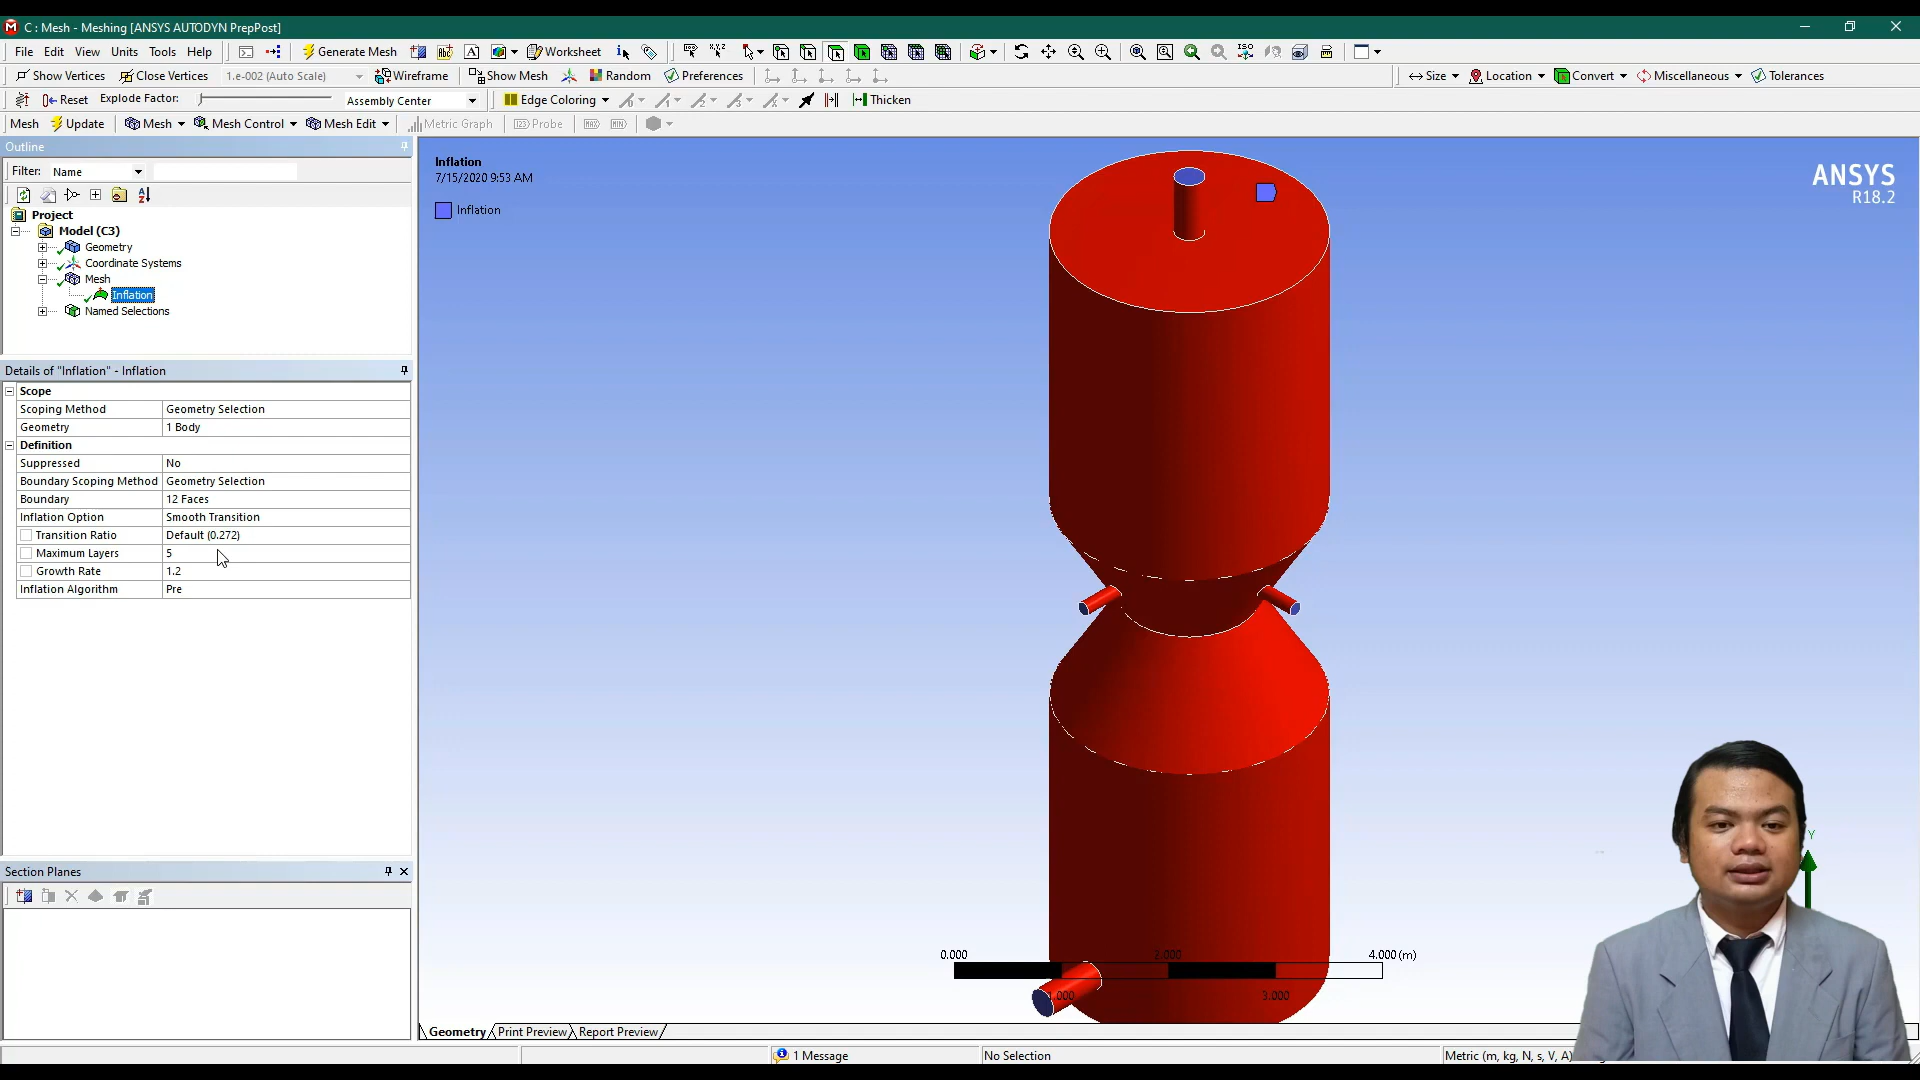 C : Mesh - Meshing [ANSYS AUTODYN PrepPost]
File Edit View Units Tools Help Generate Mesh Worksheet
Show Vertices Close Vertices 1.e-002 (Auto Scale) Wireframe Show Mesh Random Preferences Size Location Convert Miscellaneous Tolerances
Reset Explode Factor: Assembly Center Edge Coloring Thicken
Mesh Update Mesh Mesh Control Mesh Edit Metric Graph Probe
Outline
Filter: Name
Project
Model (C3)
Geometry
Coordinate Systems
Mesh
Inflation
Named Selections
Details of "Inflation" - Inflation
Scope
Scoping Method Geometry Selection
Geometry 1 Body
Definition
Suppressed No
Boundary Scoping Method Geometry Selection
Boundary 12 Faces
Inflation Option Smooth Transition
Transition Ratio Default (0.272)
Maximum Layers 5
Growth Rate 1.2
Inflation Algorithm Pre
Section Planes
Inflation
7/15/2020 9:53 AM
Inflation
ANSYS
R18.2
Y
0.000 2.000 4.000 (m)
1.000 3.000
Geometry Print Preview Report Preview
1 Message No Selection Metric (m, kg, N, s, V, A)